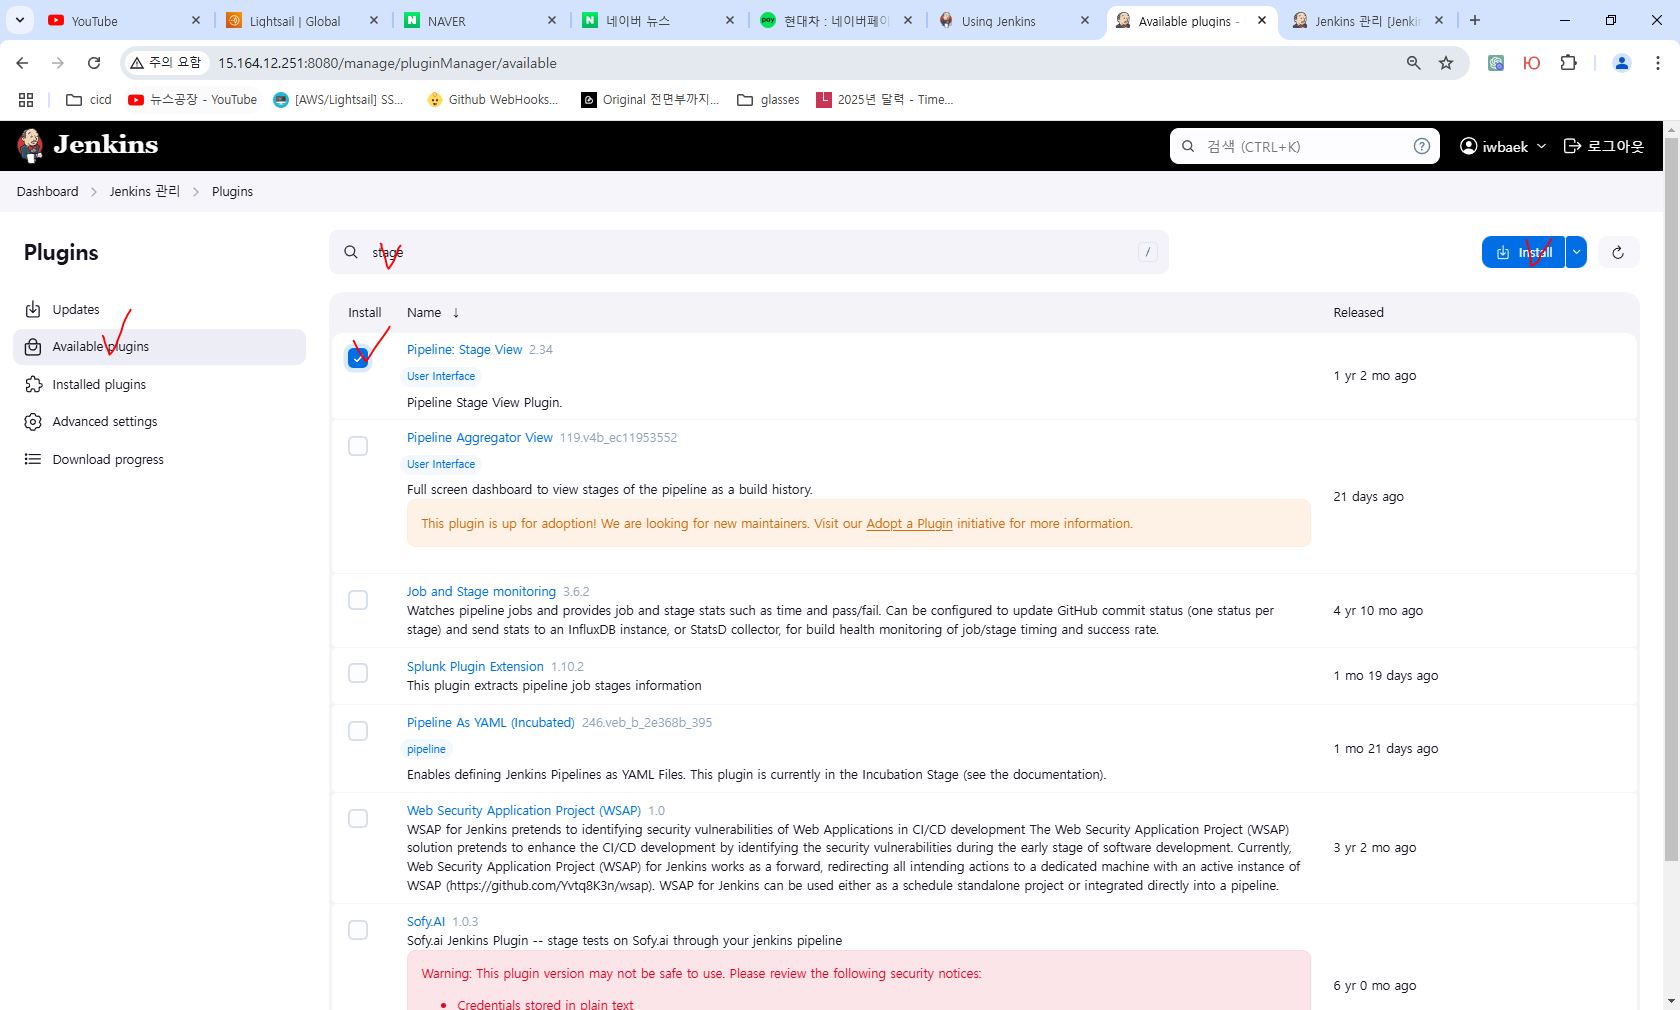 YouTube
Lightsail | Global
NAVER
네이버 뉴스
현대차 : 네이버페이
Using Jenkins
Available plugins -
Jenkins 관리 [Jenkin
주의 요함
15.164.12.251:8080/manage/pluginManager/available
cicd
뉴스공장 - YouTube
[AWS/Lightsail] SS...
Github WebHooks...
Original 전면부까지...
glasses
2025년 달력 - Time...
Jenkins
검색 (CTRL+K)
iwbaek
로그아웃
Dashboard
Jenkins 관리
Plugins
Plugins
stage
/
Install
Updates
Available plugins
Installed plugins
Advanced settings
Download progress
Install
Name ↓
Released
Pipeline: Stage View 2.34
User Interface
Pipeline Stage View Plugin.
1 yr 2 mo ago
Pipeline Aggregator View 119.v4b_ec11953552
User Interface
Full screen dashboard to view stages of the pipeline as a build history.
This plugin is up for adoption! We are looking for new maintainers. Visit our Adopt a Plugin initiative for more information.
21 days ago
Job and Stage monitoring 3.6.2
Watches pipeline jobs and provides job and stage stats such as time and pass/fail. Can be configured to update GitHub commit status (one status per
stage) and send stats to an InfluxDB instance, or StatsD collector, for build health monitoring of job/stage timing and success rate.
4 yr 10 mo ago
Splunk Plugin Extension 1.10.2
This plugin extracts pipeline job stages information
1 mo 19 days ago
Pipeline As YAML (Incubated) 246.veb_b_2e368b_395
pipeline
Enables defining Jenkins Pipelines as YAML Files. This plugin is currently in the Incubation Stage (see the documentation).
1 mo 21 days ago
Web Security Application Project (WSAP) 1.0
WSAP for Jenkins pretends to identifying security vulnerabilities of Web Applications in CI/CD development The Web Security Application Project (WSAP)
solution pretends to enhance the CI/CD development by identifying the security vulnerabilities during the early stage of software development. Currently,
Web Security Application Project (WSAP) for Jenkins works as a forward, redirecting all intending actions to a dedicated machine with an active instance of
WSAP (https://github.com/Yvtq8K3n/wsap). WSAP for Jenkins can be used either as a schedule standalone project or integrated directly into a pipeline.
3 yr 2 mo ago
Sofy.AI 1.0.3
Sofy.ai Jenkins Plugin -- stage tests on Sofy.ai through your jenkins pipeline
Warning: This plugin version may not be safe to use. Please review the following security notices:
• Credentials stored in plain text
6 yr 0 mo ago